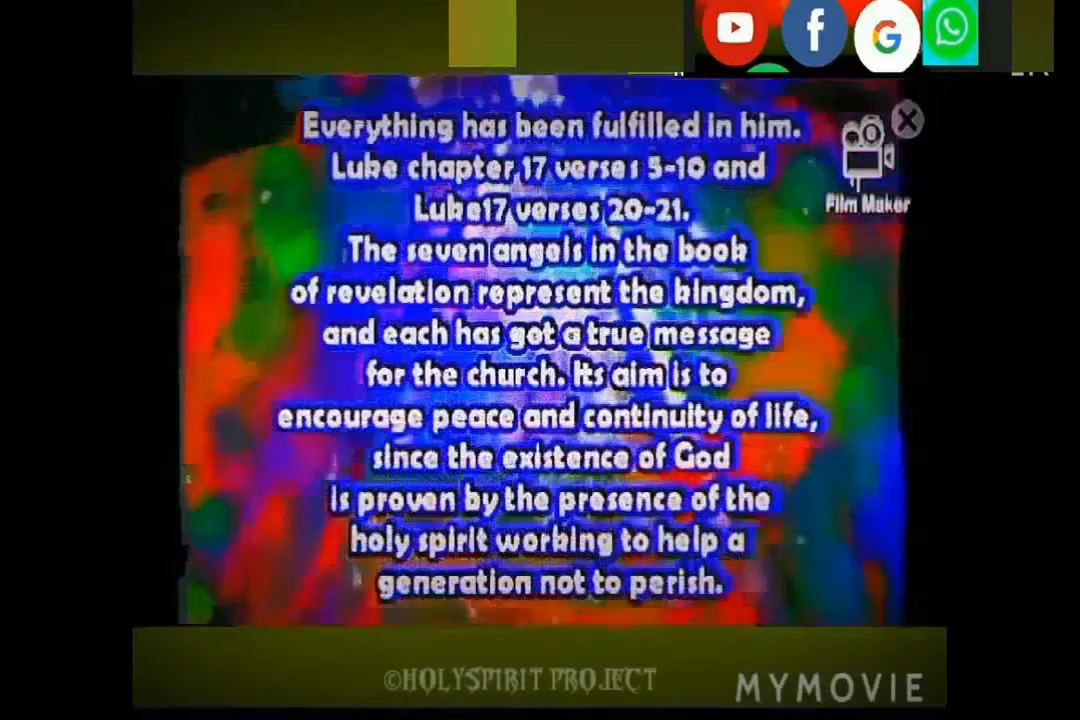 Everything has been fulfilled in him.
Film Maker
Luke chapter 17 verses 5-10 and
Luke17 verses 20-21.
The seven angels in the book
of revelation represent the kingdom,
and each has got a true message
for the church. Its aim is to
encourage peace and continuity of life,
since the existence of God
is proven by the presence of the
holy spirit working to help a
generation not to perish.
©HOLYSPIRIT PROJECT
MYMOVIE